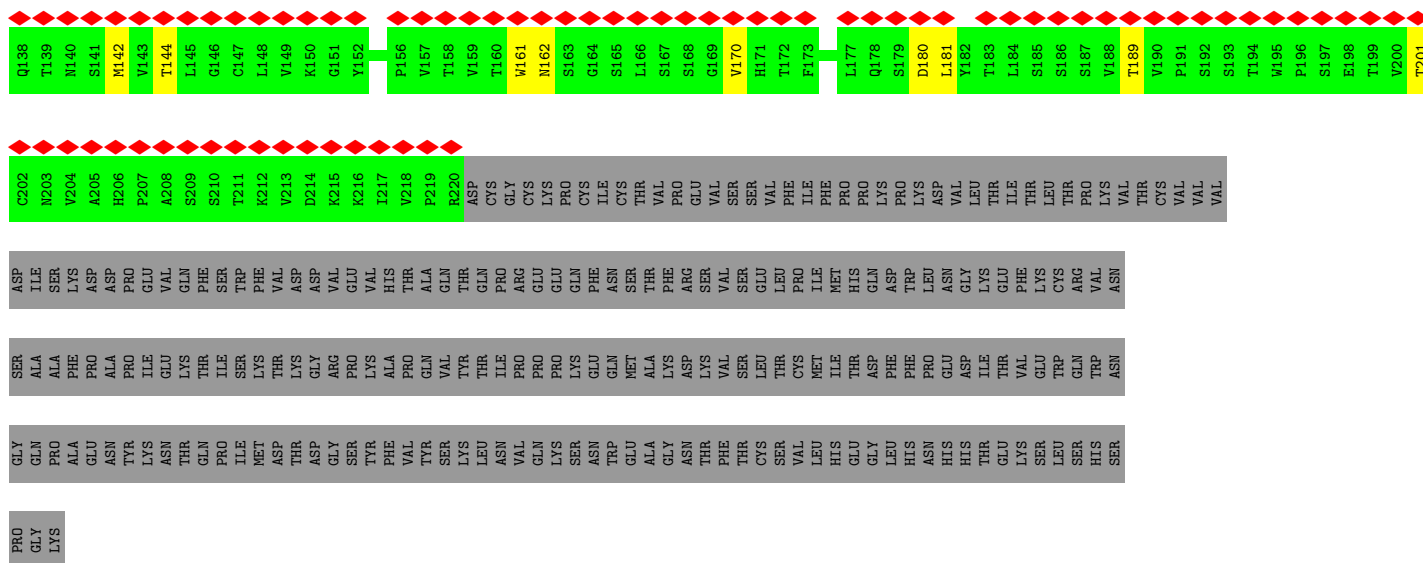 Q138 T139 N140 S141 M142 V143 T144 L145 G146 C147 L148 V149 K150 G151 Y152 P156 V157 T158 V159 T160 W161 N162 S163 G164 S165 L166 S167 S168 G169 V170 H171 T172 F173 L177 Q178 S179 D180 L181 Y182 T183 L184 S185 S186 S187 V188 T189 V190 P191 S192 S193 T194 W195 P196 S197 E198 T199 V200 T201
C202 N203 V204 A205 H206 P207 A208 S209 S210 T211 K212 V213 D214 K215 K216 I217 V218 P219 R220 ASP CYS GLY CYS LYS PRO CYS ILE CYS THR VAL PRO GLU VAL SER SER VAL PHE ILE PHE PRO PRO LYS PRO LYS ASP VAL LEU THR ILE THR LEU THR PRO LYS VAL THR CYS VAL VAL VAL
ASP ILE SER LYS ASP ASP PRO GLU VAL GLN PHE SER TRP PHE VAL ASP ASP VAL GLU VAL HIS THR ALA GLN THR GLN PRO ARG GLU GLU GLN PHE ASN SER THR PHE ARG SER VAL SER GLU LEU PRO ILE MET HIS GLN ASP TRP LEU ASN GLY LYS GLU PHE LYS CYS ARG VAL ASN
SER ALA ALA PHE PRO ALA PRO ILE GLU LYS THR ILE SER LYS THR LYS GLY ARG PRO LYS ALA PRO GLN VAL TYR THR ILE PRO PRO PRO LYS GLU GLN MET ALA LYS ASP LYS VAL SER LEU THR CYS MET ILE THR ASP PHE PHE PRO GLU ASP ILE THR VAL GLU TRP GLN TRP ASN
GLY GLN PRO ALA GLU ASN TYR LYS ASN THR GLN PRO ILE MET ASP THR ASP GLY SER TYR PHE VAL TYR SER LYS LEU ASN VAL GLN LYS SER ASN TRP GLU ALA GLY ASN THR PHE THR CYS SER VAL LEU HIS GLU GLY LEU HIS ASN HIS HIS THR GLU LYS SER LEU SER HIS SER
PRO GLY LYS